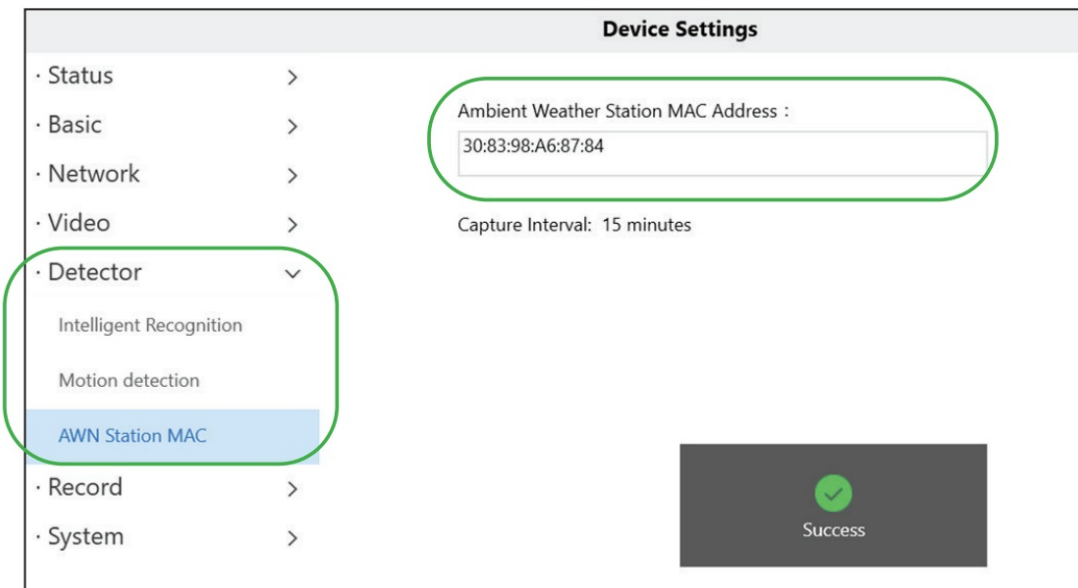 Device Settings
· Status
· Basic
· Network
· Video
· Detector
Intelligent Recognition
Motion detection
AWN Station MAC
· Record
· System
Ambient Weather Station MAC Address :
30:83:98:A6:87:84
Capture Interval: 15 minutes
Success